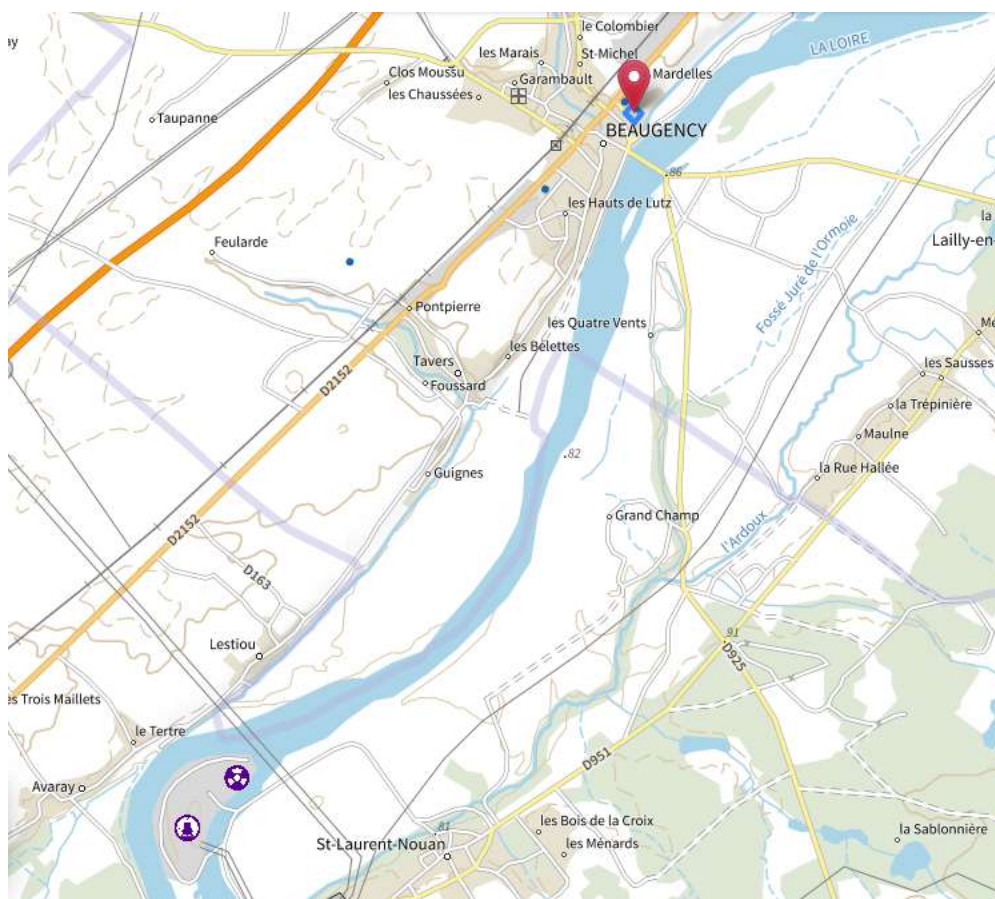 ay
le Colombier
LA LOIRE
les Marais
St-Michel
Mardelles
Clos Moussu
Garambault
les Chaussées
Taupanne
BEAUGENCY
86
les Hauts de Lutz
la
Lailly-en-
Feularde
Fossé Juré de l'Ormoie
Pontpierre
les Quatre Vents
Me
les Bélettes
Tavers
les Sausses
Foussard
D2152
la Trépinière
Maulne
82
la Rue Hallée
Guignes
Grand Champ
l'Ardoux
D2152
D163
Lestiou
91
D925
s Trois Maillets
le Tertre
D951
Avaray
81
les Bois de la Croix
St-Laurent-Nouan
les Ménards
la Sablonnière